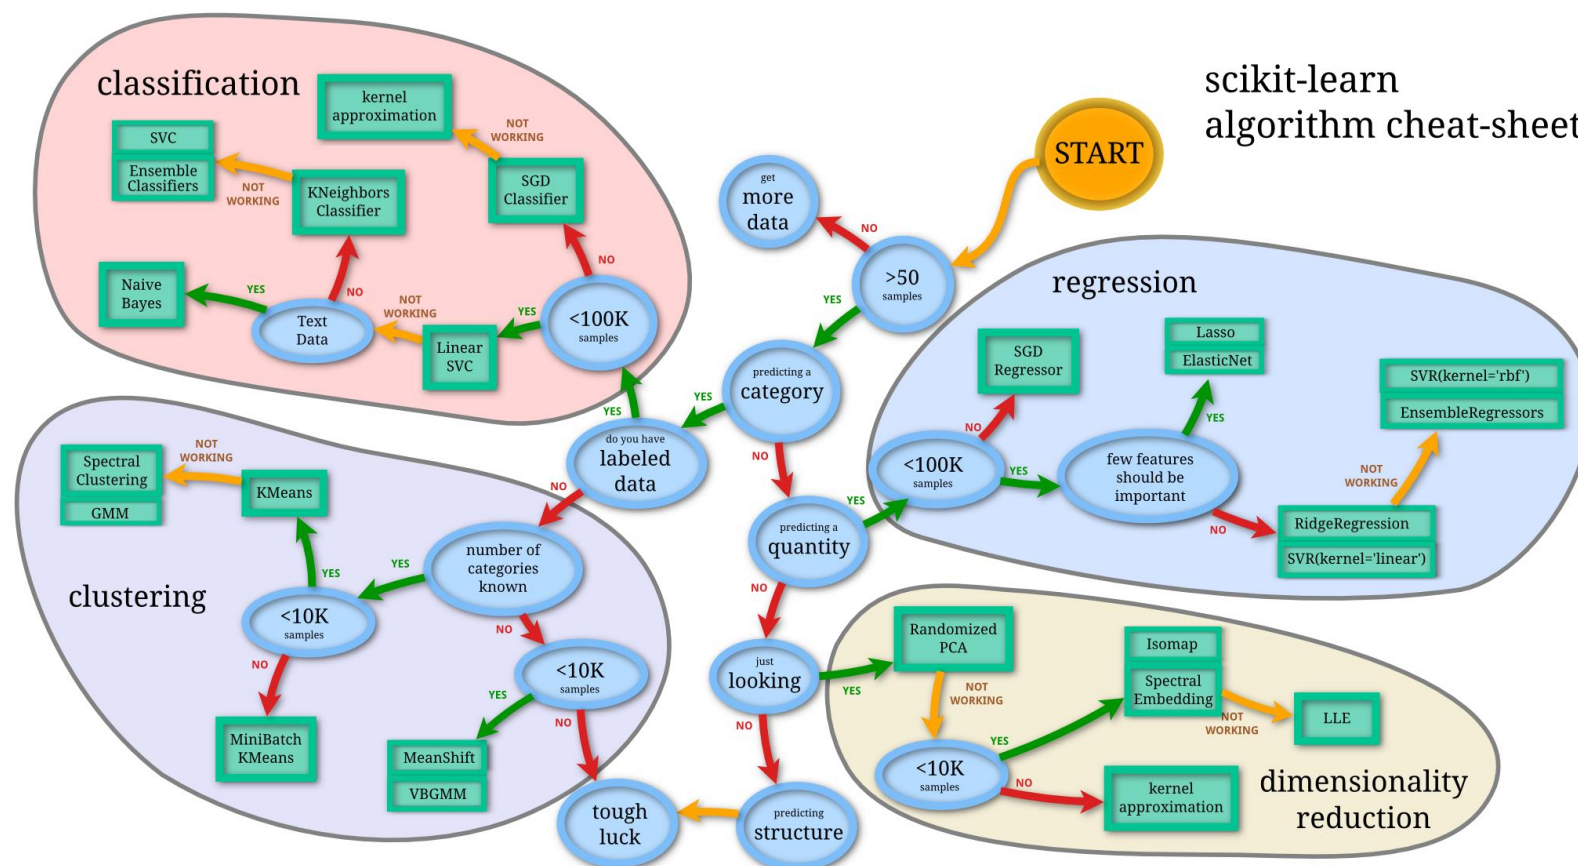 scikit-learn
algorithm cheat-sheet
START
classification
kernel
approximation
NOT
WORKING
SVC
Ensemble
Classifiers
NOT
WORKING
KNeighbors
Classifier
SGD
Classifier
NO
Naive
Bayes
YES
NO
Text
Data
NOT
WORKING
Linear
SVC
YES
<100K
samples
get
more
data
NO
>50
samples
YES
predicting a
category
YES
NO
YES
do you have
labeled
data
NO
predicting a
quantity
YES
NO
just
looking
YES
NO
predicting
structure
tough
luck
regression
SGD
Regressor
NO
<100K
samples
YES
Lasso
ElasticNet
YES
few features
should be
important
NO
SVR(kernel='rbf')
EnsembleRegressors
NOT
WORKING
RidgeRegression
SVR(kernel='linear')
clustering
Spectral
Clustering
GMM
NOT
WORKING
KMeans
YES
<10K
samples
NO
MiniBatch
KMeans
YES
number of
categories
known
NO
<10K
samples
YES
NO
MeanShift
VBGMM
dimensionality
reduction
Randomized
PCA
NOT
WORKING
<10K
samples
YES
NO
Isomap
Spectral
Embedding
NOT
WORKING
LLE
kernel
approximation